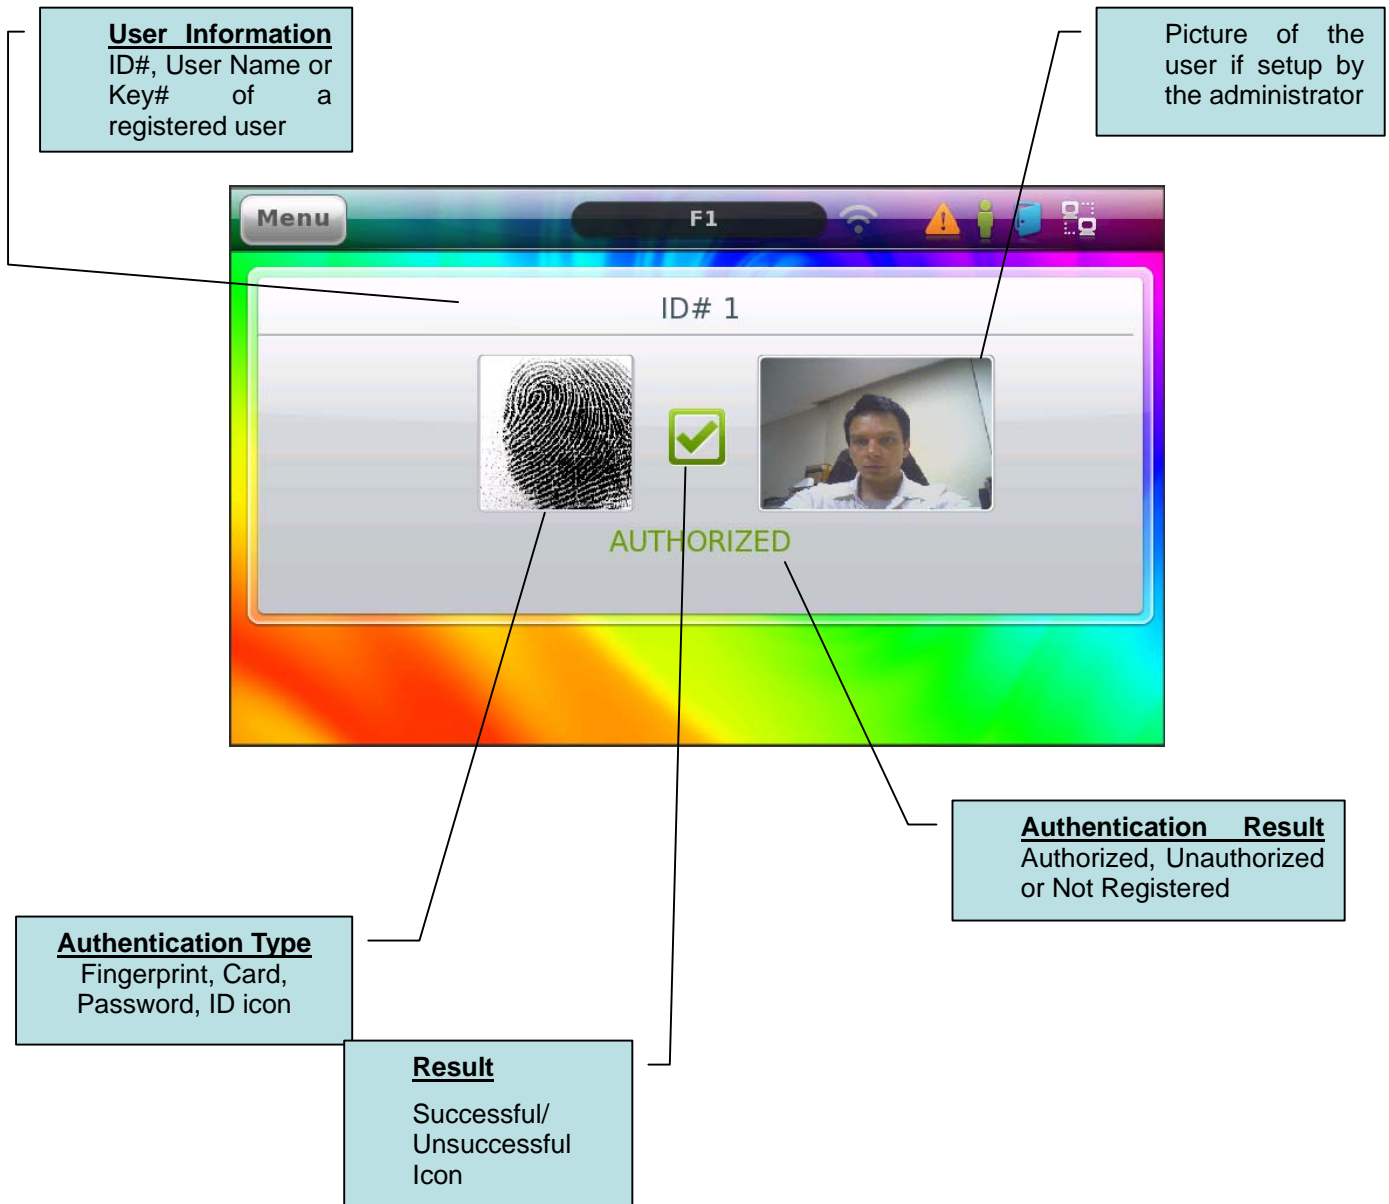 User Information
ID#, User Name or
Key# of a
registered user
Picture of the
user if setup by
the administrator
Menu
F1
ID# 1
AUTHORIZED
Authentication Result
Authorized, Unauthorized
or Not Registered
Authentication Type
Fingerprint, Card,
Password, ID icon
Result
Successful/
Unsuccessful
Icon